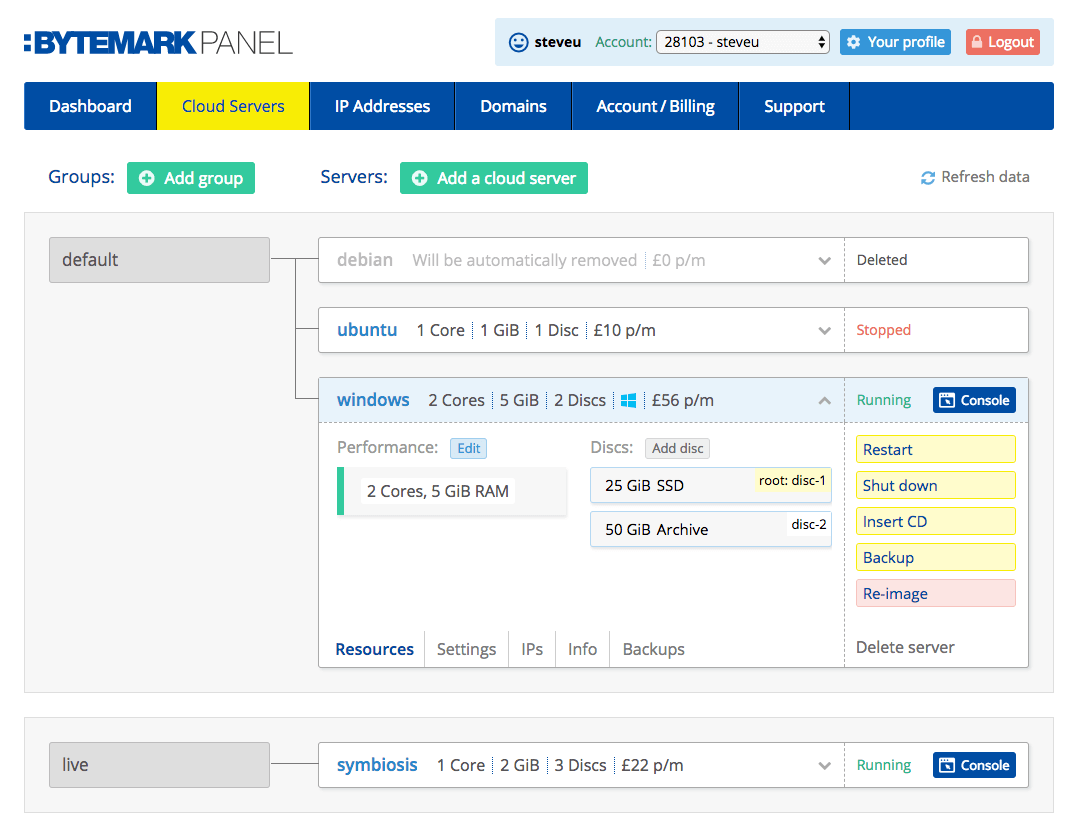 :BYTEMARK PANEL
steveu Account: 28103 - steveu Your profile Logout
Dashboard Cloud Servers IP Addresses Domains Account / Billing Support
Groups: Add group Servers: Add a cloud server Refresh data
default
debian Will be automatically removed £0 p/m Deleted
ubuntu 1 Core 1 GiB 1 Disc £10 p/m Stopped
windows 2 Cores 5 GiB 2 Discs £56 p/m Running Console
Performance: Edit Discs: Add disc Restart
2 Cores, 5 GiB RAM 25 GiB SSD root: disc-1 Shut down
50 GiB Archive disc-2 Insert CD
Backup
Re-image
Resources Settings IPs Info Backups Delete server
live symbiosis 1 Core 2 GiB 3 Discs £22 p/m Running Console